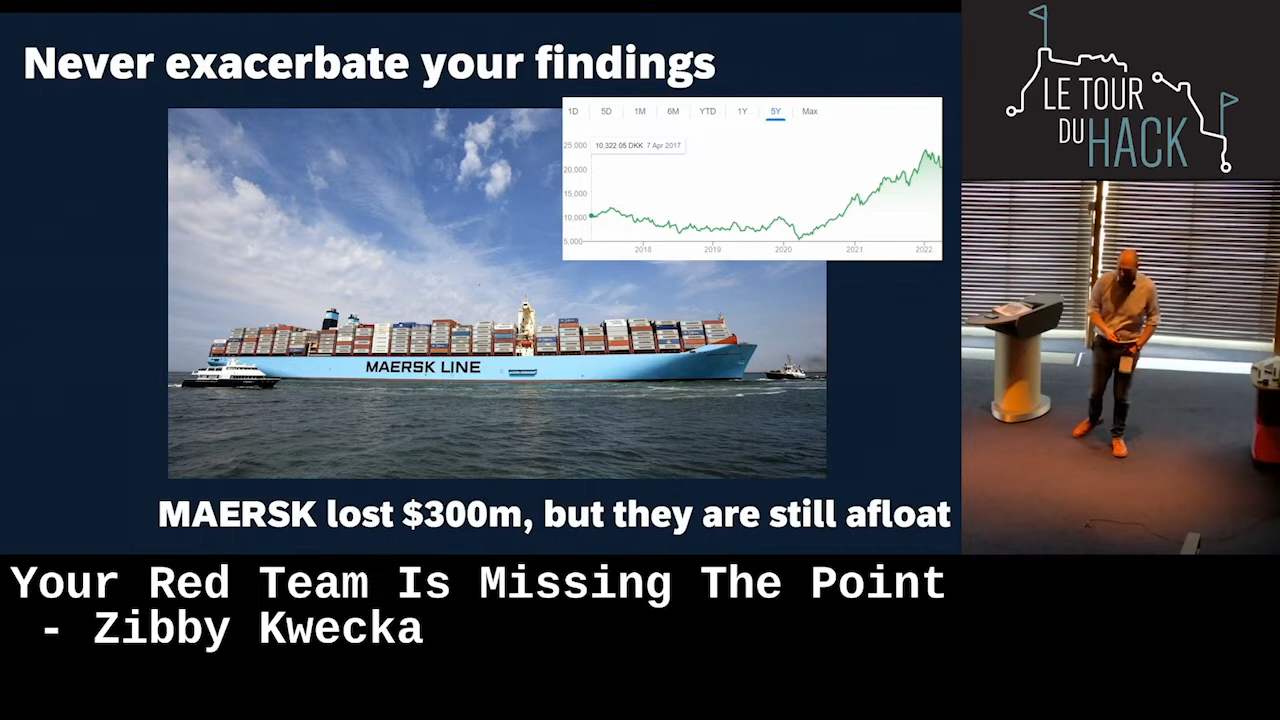 Never exacerbate your findings
1D 5D 1M 6M YTD 1Y 5Y Max
10,322.05 DKK 7 Apr 2017
25,000
20,000
15,000
10,000
5,000
2018 2019 2020 2021 2022
MAERSK LINE
MAERSK lost $300m, but they are still afloat
LE TOUR
DU HACK
Your Red Team Is Missing The Point
- Zibby Kwecka